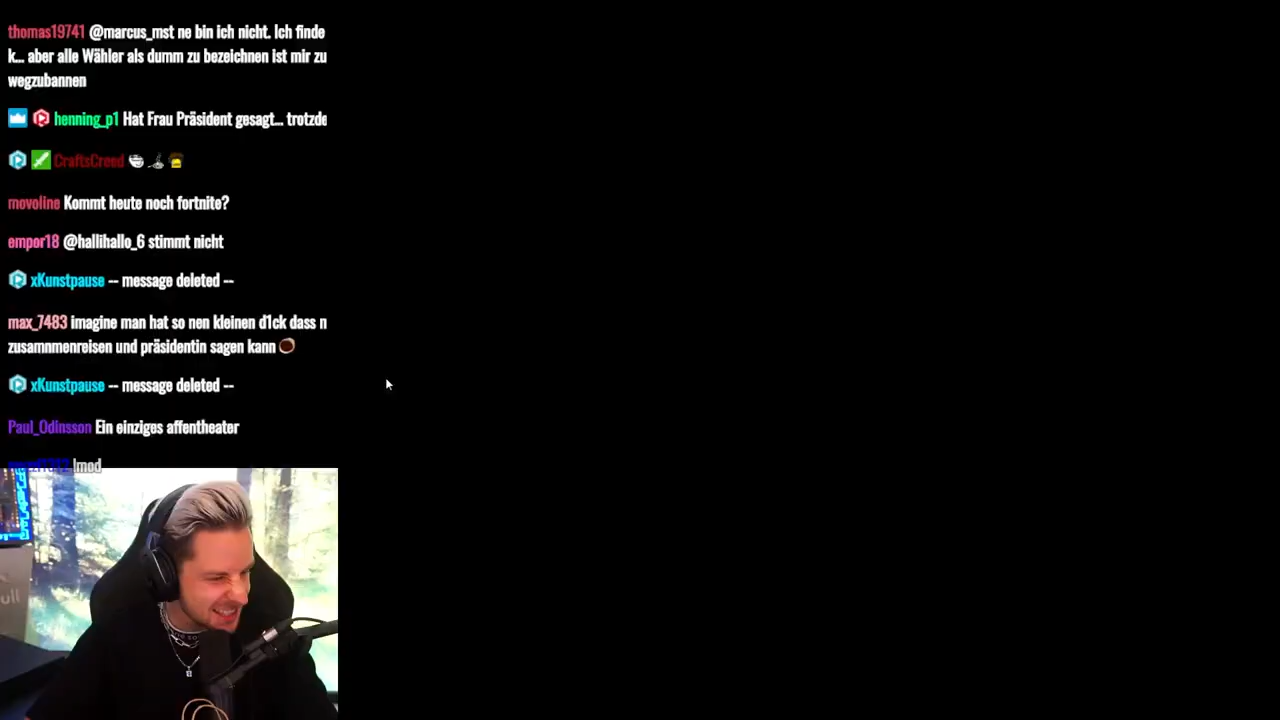 thomas19741 @marcus_mst ne bin ich nicht. Ich finde
k... aber alle Wähler als dumm zu bezeichnen ist mir zu
wegzubannen
henning_p1 Hat Frau Präsident gesagt... trotzde
CraftsCreed
movoline Kommt heute noch fortnite?
empor18 @hallihallo_6 stimmt nicht
xKunstpause -- message deleted --
max_7483 imagine man hat so nen kleinen d1ck dass n
zusamnmenreisen und präsidentin sagen kann
xKunstpause -- message deleted --
Paul_Odinsson Ein einziges affentheater
!mod
ull